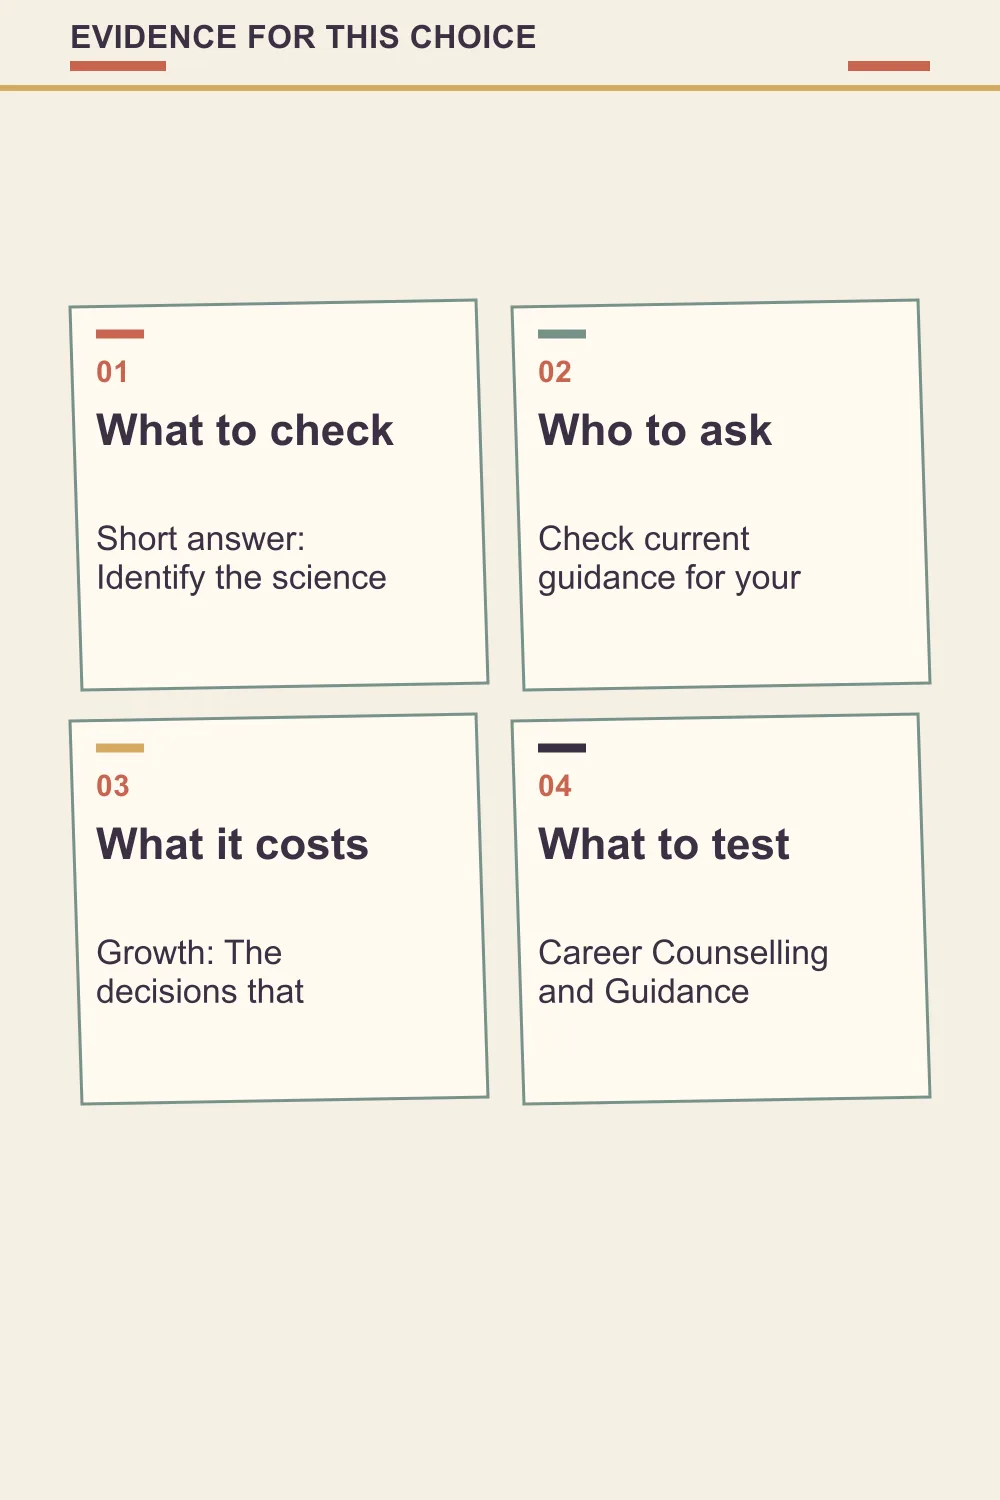 EVIDENCE FOR THIS CHOICE
01
What to check
Short answer:
Identify the science
02
Who to ask
Check current
guidance for your
03
What it costs
Growth: The
decisions that
04
What to test
Career Counselling
and Guidance